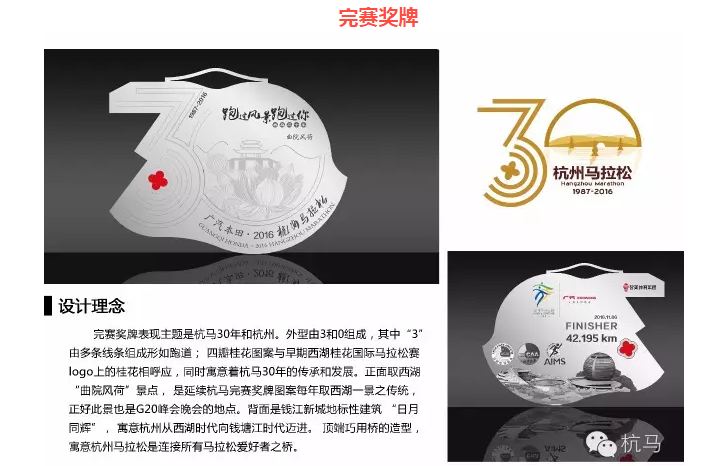 完赛奖牌
1987-2016
跑过风景跑过你
曲院风荷
广汽本田·2016 杭州马拉松
GUANGQI HONDA·2016 HANGZHOU MARATHON
30
杭州马拉松
Hangzhou Marathon
1987-2016
2016.11.06
FINISHER
42.195 km
AIMS
设计理念
完赛奖牌表现主题是杭马30年和杭州。外型由3和0组成，其中“3”
由多条线条组成形如跑道； 四瓣桂花图案与早期西湖桂花国际马拉松赛
logo上的桂花相呼应，同时寓意着杭马30年的传承和发展。正面取西湖
“曲院风荷”景点， 是延续杭马完赛奖牌图案每年取西湖一景之传统，
正好此景也是G20峰会晚会的地点。背面是钱江新城地标性建筑 “日月
同辉”， 寓意杭州从西湖时代向钱塘江时代迈进。 顶端巧用桥的造型，
寓意杭州马拉松是连接所有马拉松爱好者之桥。
杭马